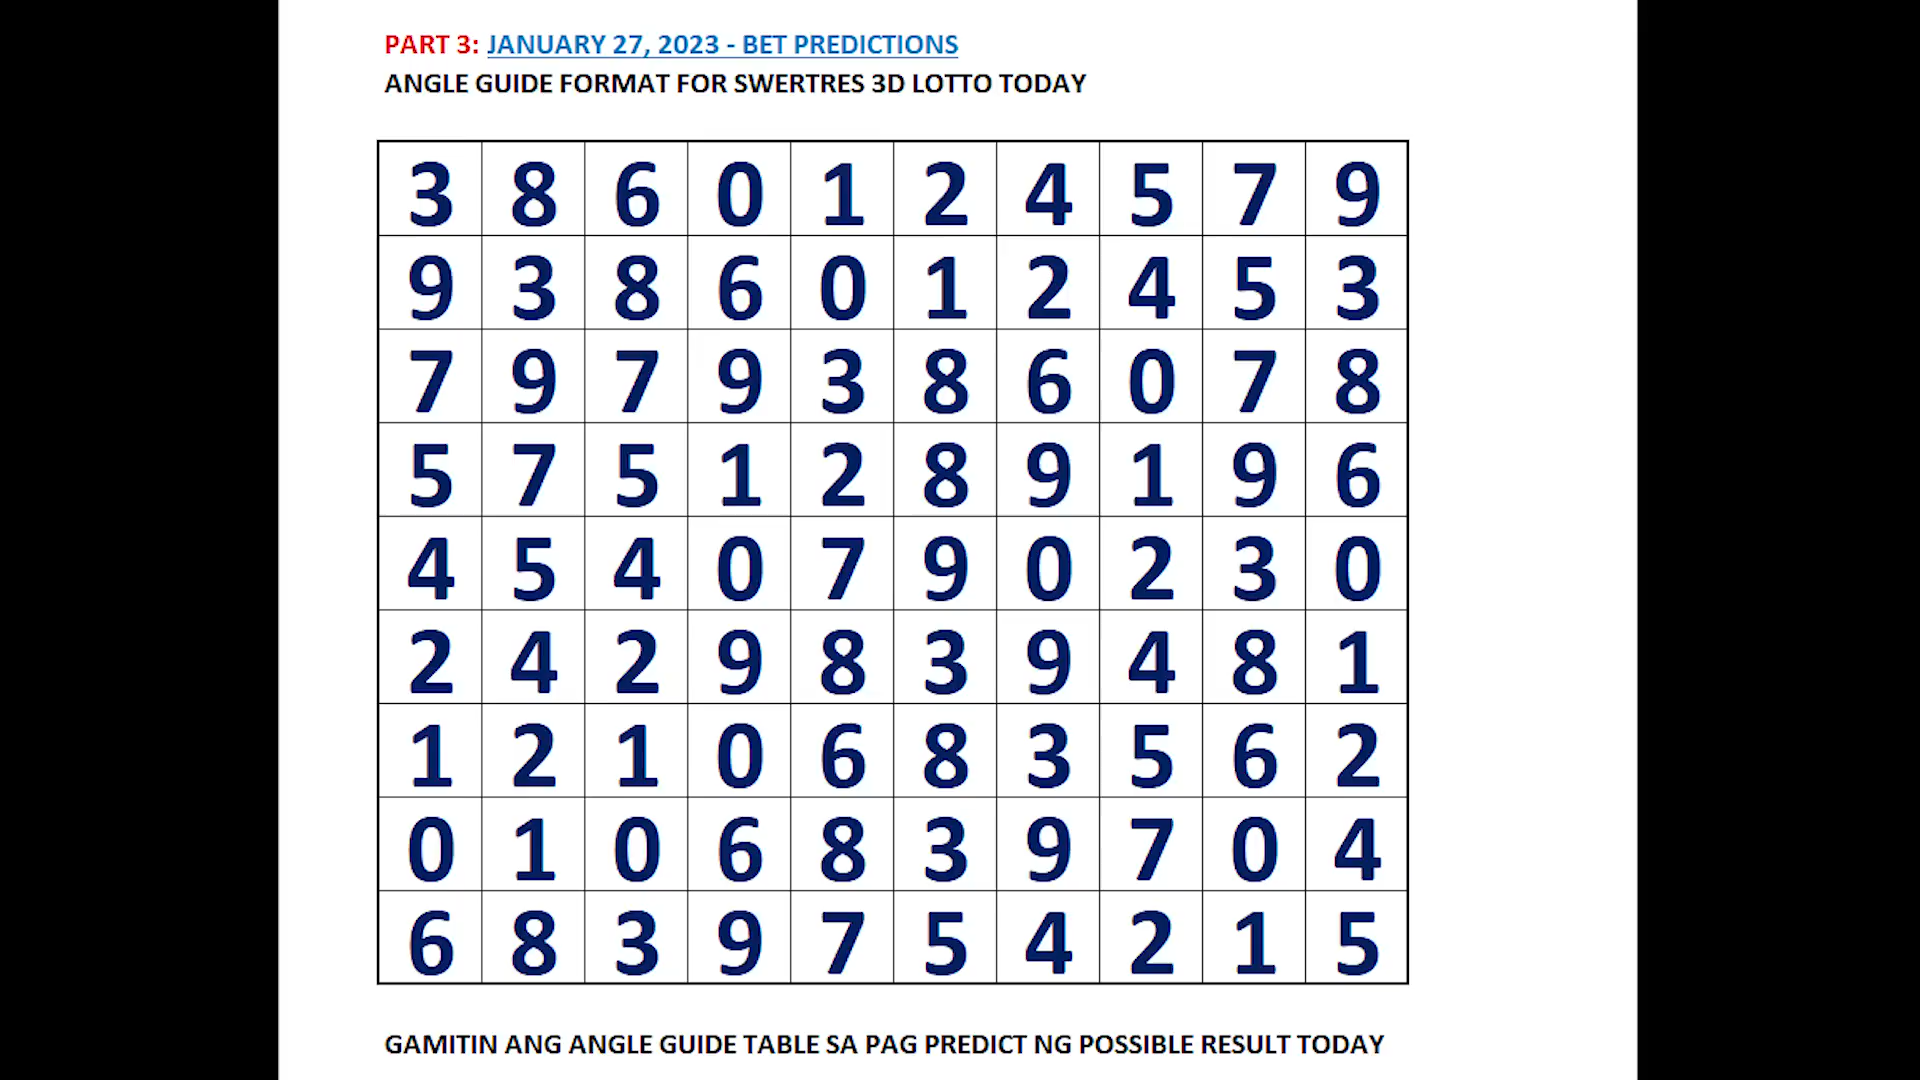 PART 3: JANUARY 27, 2023 - BET PREDICTIONS
ANGLE GUIDE FORMAT FOR SWERTRES 3D LOTTO TODAY
3 8 6 0 1 2 4 5 7 9
9 3 8 6 0 1 2 4 5 3
7 9 7 9 3 8 6 0 7 8
5 7 5 1 2 8 9 1 9 6
4 5 4 0 7 9 0 2 3 0
2 4 2 9 8 3 9 4 8 1
1 2 1 0 6 8 3 5 6 2
0 1 0 6 8 3 9 7 0 4
6 8 3 9 7 5 4 2 1 5
GAMITIN ANG ANGLE GUIDE TABLE SA PAG PREDICT NG POSSIBLE RESULT TODAY